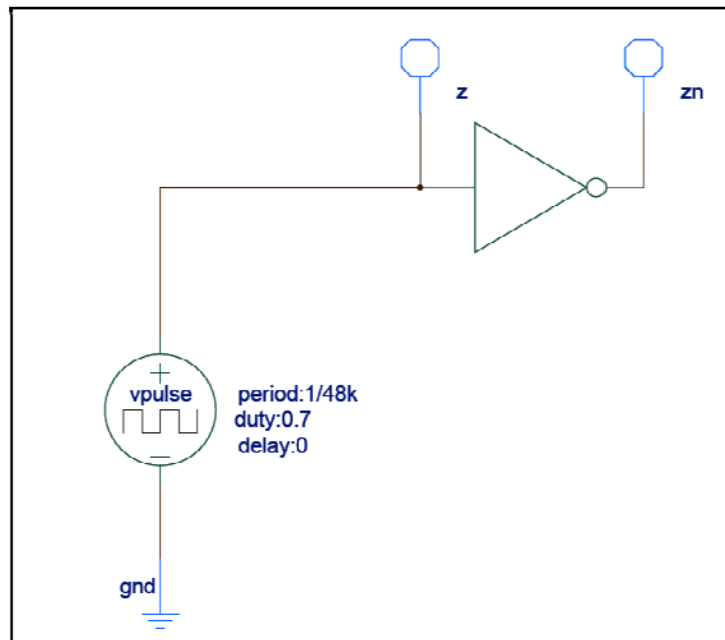 z
zn
vpulse
period:1/48k
duty:0.7
delay:0
gnd